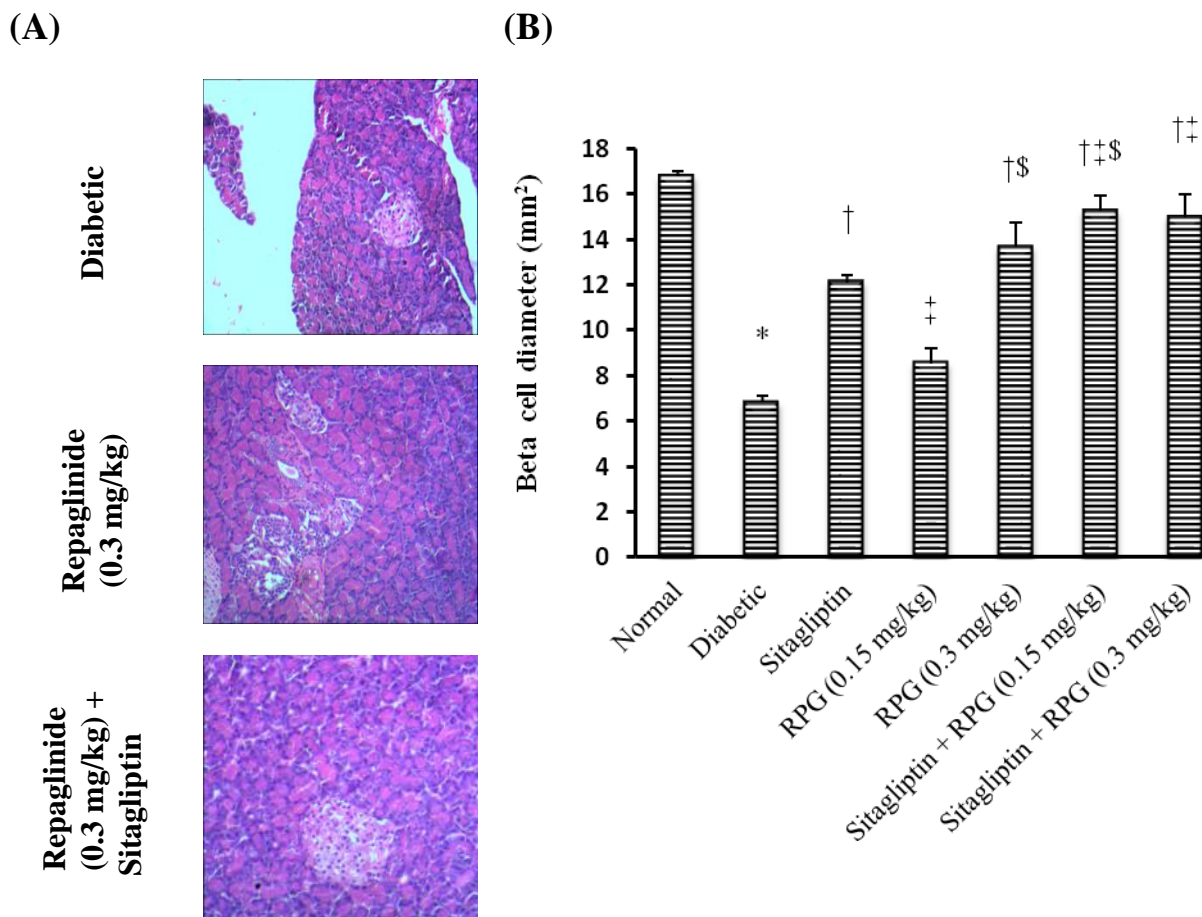 (A)
Diabetic
Repaglinide
(0.3 mg/kg)
Repaglinide
(0.3 mg/kg) +
Sitagliptin
(B)
Beta cell diameter (mm²)
18
16
14
12
10
8
6
4
2
0
*
†
‡
†$
†‡$
†‡
Normal
Diabetic
Sitagliptin
RPG (0.15 mg/kg)
RPG (0.3 mg/kg)
Sitagliptin + RPG (0.15 mg/kg)
Sitagliptin + RPG (0.3 mg/kg)